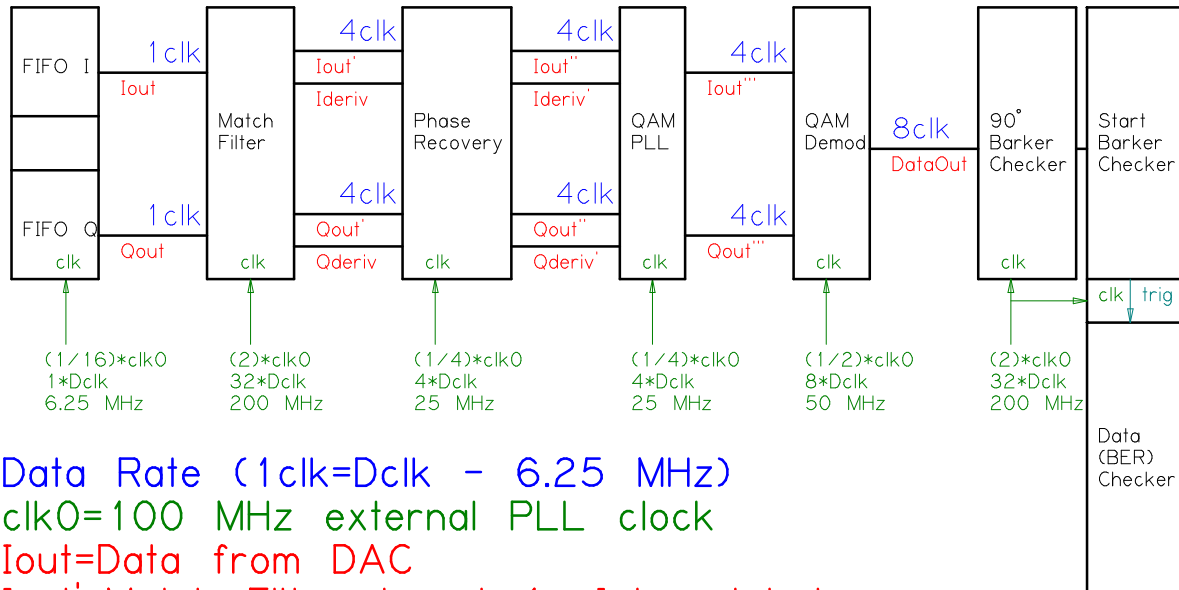 FIFO I
1clk
Iout
Match
Filter
4clk
Iout'
Ideriv
Phase
Recovery
4clk
Iout''
Ideriv'
QAM
PLL
4clk
Iout'''
QAM
Demod
8clk
DataOut
90°
Barker
Checker
Start
Barker
Checker
FIFO Q
1clk
Qout
4clk
Qout'
Qderiv
4clk
Qout''
Qderiv'
4clk
Qout'''
clk
clk
clk
clk
clk
clk
clk
trig
(1/16)*clk0
1*Dclk
6.25 MHz
(2)*clk0
32*Dclk
200 MHz
(1/4)*clk0
4*Dclk
25 MHz
(1/4)*clk0
4*Dclk
25 MHz
(1/2)*clk0
8*Dclk
50 MHz
(2)*clk0
32*Dclk
200 MHz
Data
(BER)
Checker
Data Rate (1clk=Dclk - 6.25 MHz)
clk0=100 MHz external PLL clock
Iout=Data from DAC